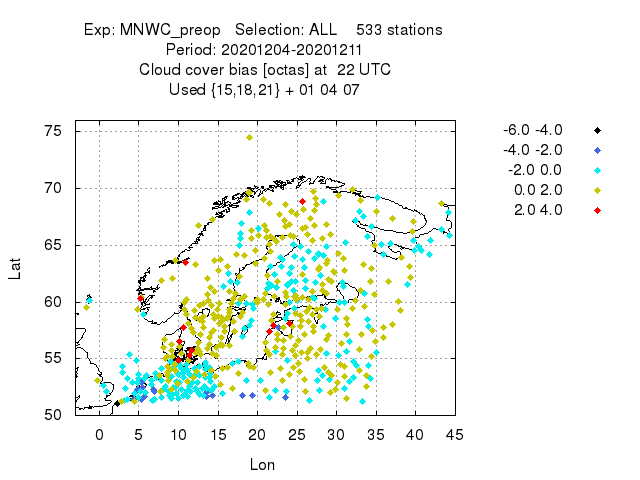 Exp: MNWC_preop   Selection: ALL    533 stations
Period: 20201204-20201211
Cloud cover bias [octas] at  22 UTC
Used {15,18,21} + 01 04 07
-6.0 -4.0
-4.0 -2.0
-2.0 0.0
0.0 2.0
2.0 4.0
75
70
65
60
55
50
Lat
0 5 10 15 20 25 30 35 40 45
Lon